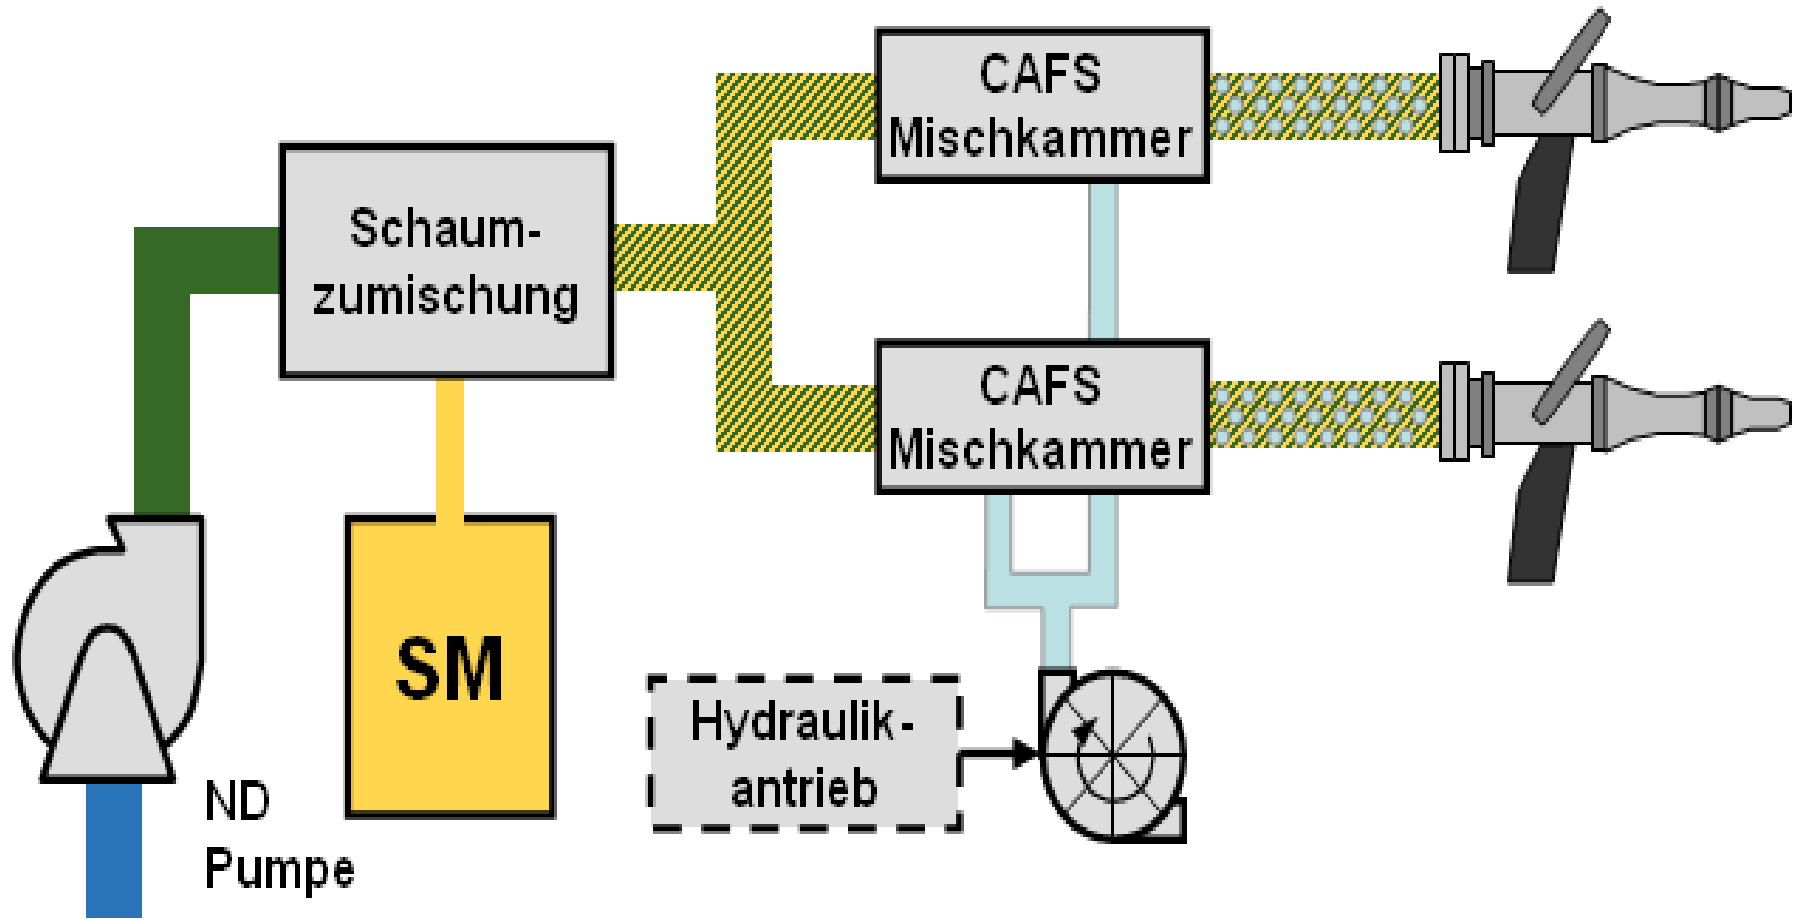 CAFS
Mischkammer
Schaum-
zumischung
CAFS
Mischkammer
SM
Hydraulik-
antrieb
ND
Pumpe